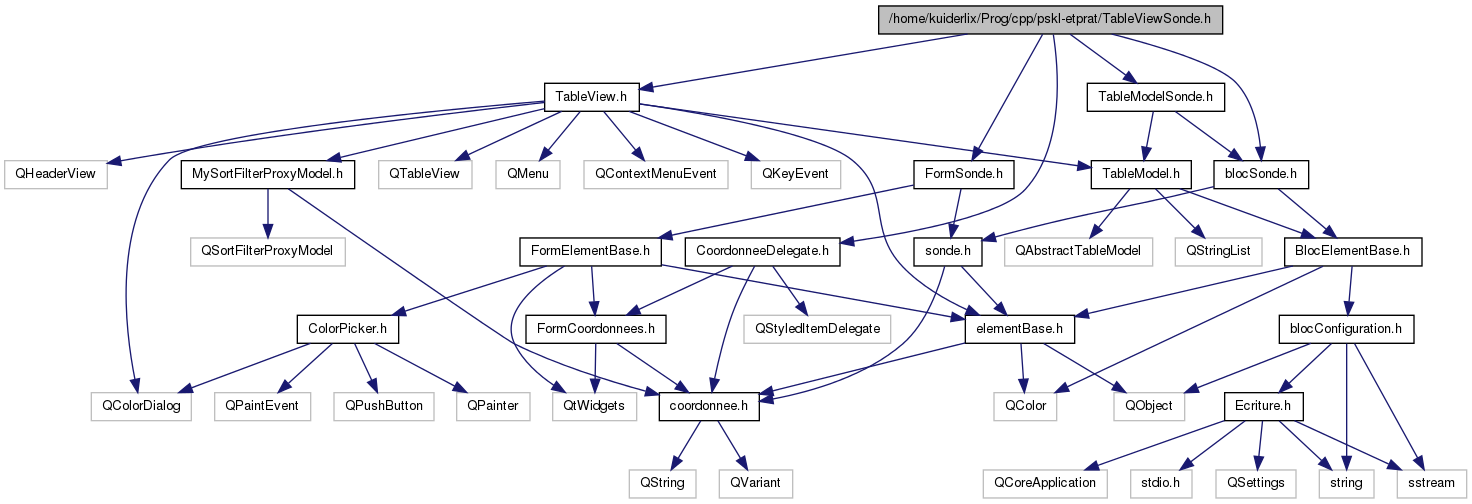 /home/kuiderlix/Prog/cpp/pskl-etprat/TableViewSonde.h
TableView.h
TableModelSonde.h
QHeaderView
MySortFilterProxyModel.h
QTableView
QMenu
QContextMenuEvent
QKeyEvent
FormSonde.h
TableModel.h
blocSonde.h
QSortFilterProxyModel
FormElementBase.h
CoordonneeDelegate.h
sonde.h
QAbstractTableModel
QStringList
BlocElementBase.h
ColorPicker.h
FormCoordonnees.h
QStyledItemDelegate
elementBase.h
blocConfiguration.h
QColorDialog
QPaintEvent
QPushButton
QPainter
QtWidgets
coordonnee.h
QColor
QObject
Ecriture.h
QString
QVariant
QCoreApplication
stdio.h
QSettings
string
sstream